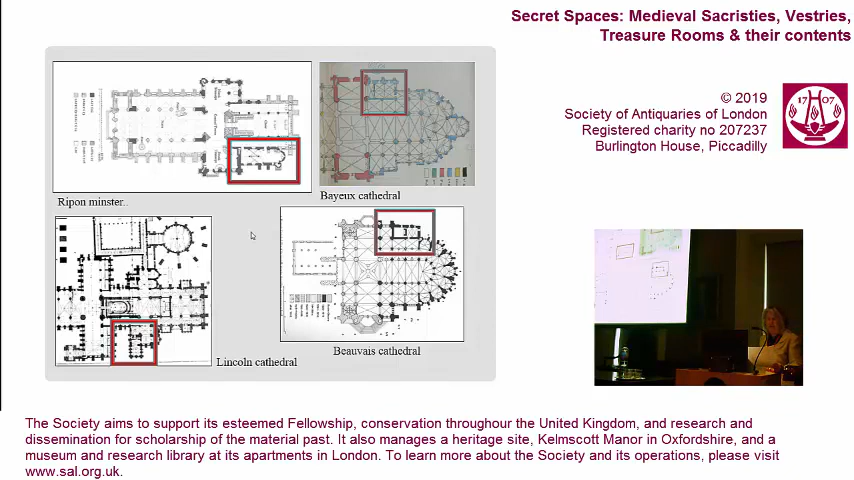 Secret Spaces: Medieval Sacristies, Vestries,
Treasure Rooms & their contents
© 2019
Society of Antiquaries of London
Registered charity no 207237
Burlington House, Piccadilly
17 07
Ripon minster..
Bayeux cathedral
Lincoln cathedral
Beauvais cathedral
The Society aims to support its esteemed Fellowship, conservation throughour the United Kingdom, and research and
dissemination for scholarship of the material past. It also manages a heritage site, Kelmscott Manor in Oxfordshire, and a
museum and research library at its apartments in London. To learn more about the Society and its operations, please visit
www.sal.org.uk.